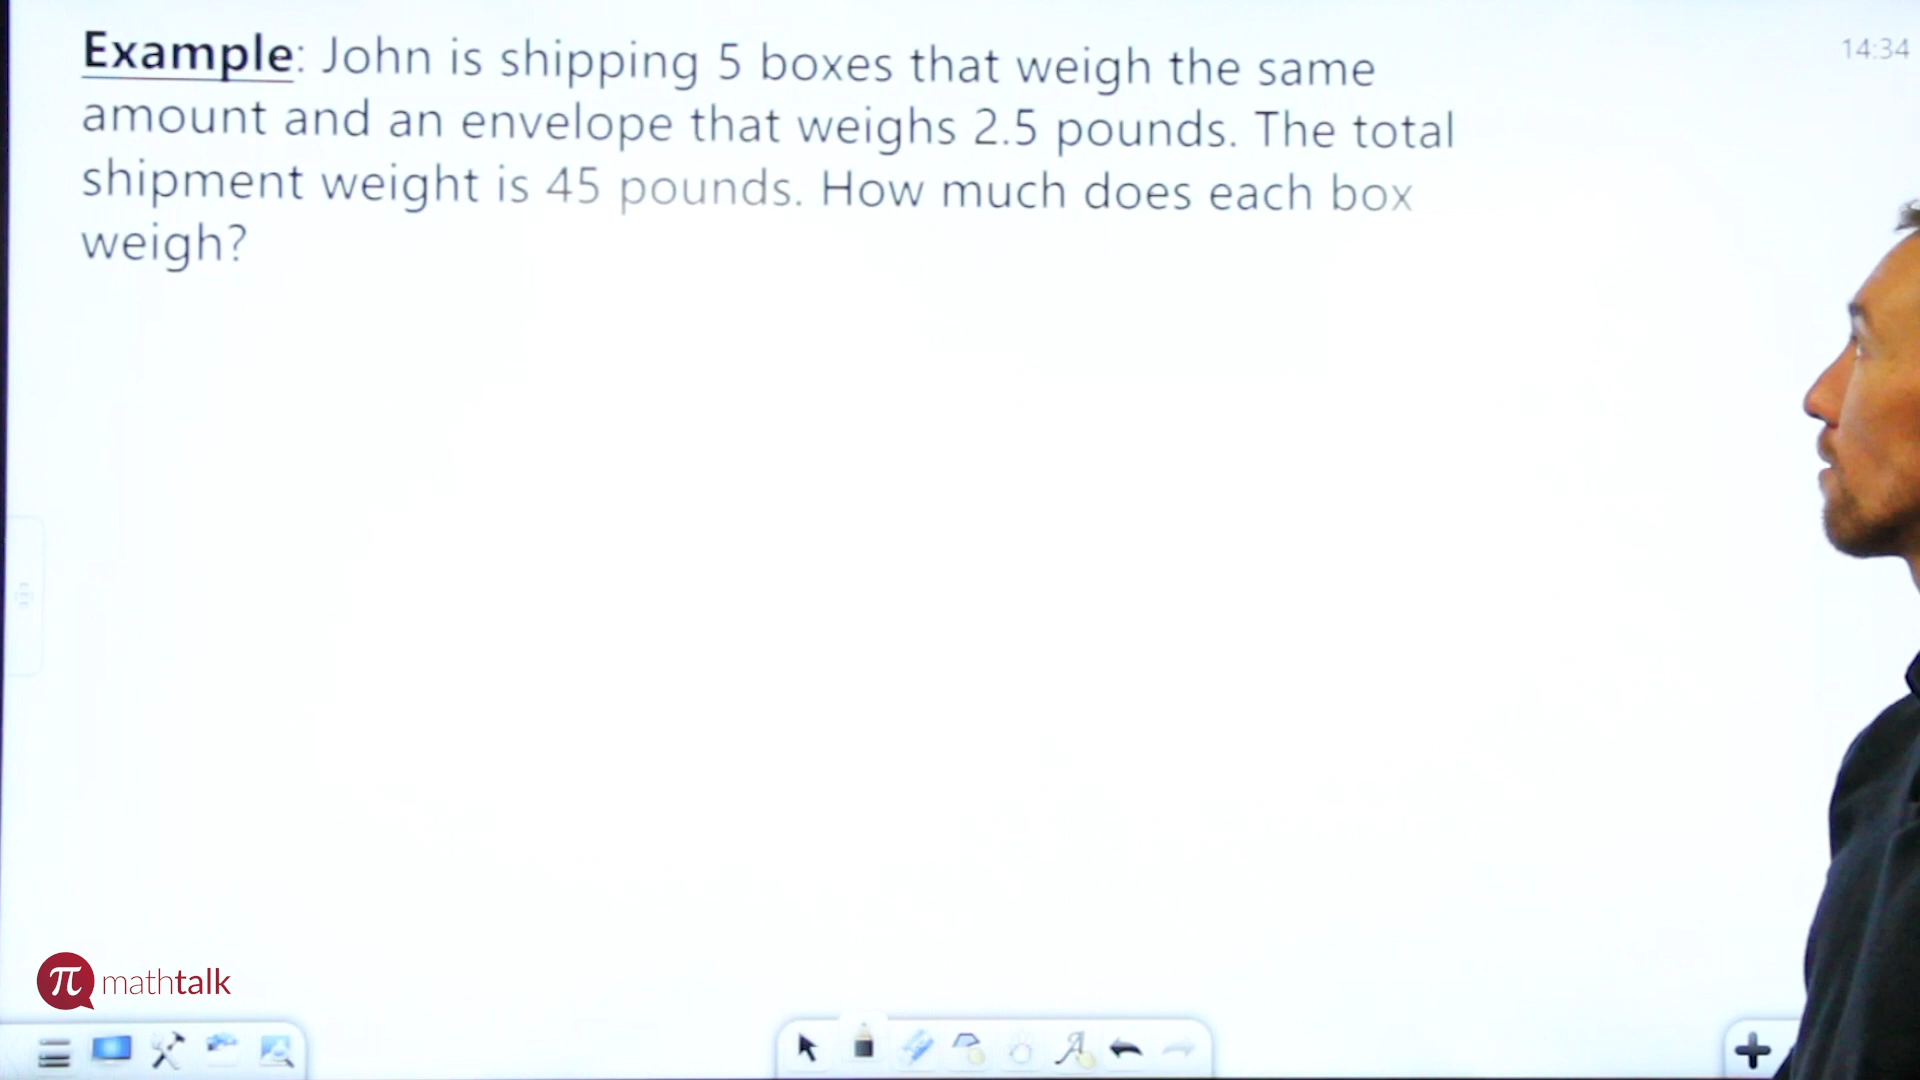 Example: John is shipping 5 boxes that weigh the same
14:34
amount and an envelope that weighs 2.5 pounds. The total
shipment weight is 45 pounds. How much does each box
weigh?
π mathtalk